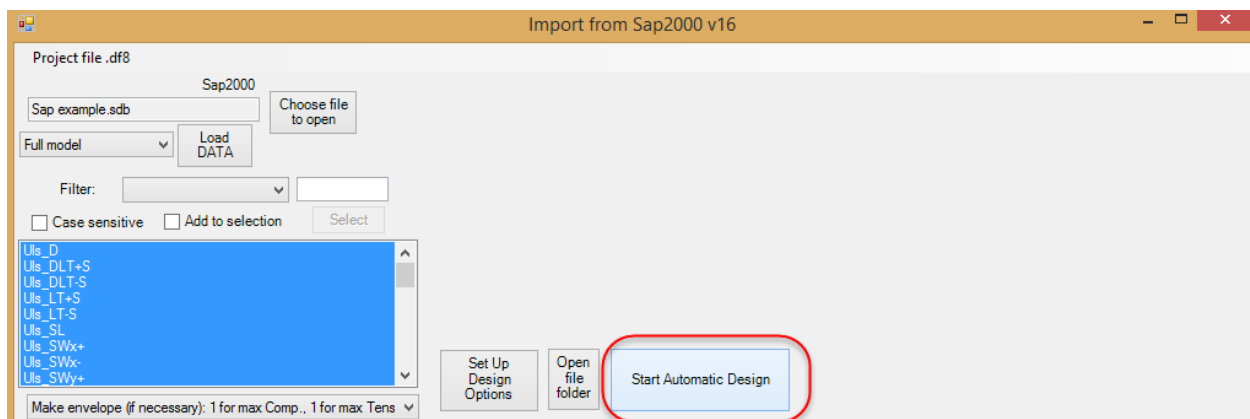 Import from Sap2000 v16
Project file .df8
Sap2000
Sap example.sdb
Choose file
to open
Full model
Load
DATA
Filter:
Case sensitive
Add to selection
Select
Uls_D
Uls_DLT+S
Uls_DLT-S
Uls_LT+S
Uls_LT-S
Uls_SL
Uls_SWx+
Uls_SWx-
Uls_SWy+
Set Up
Design
Options
Open
file
folder
Start Automatic Design
Make envelope (if necessary): 1 for max Comp., 1 for max Tens